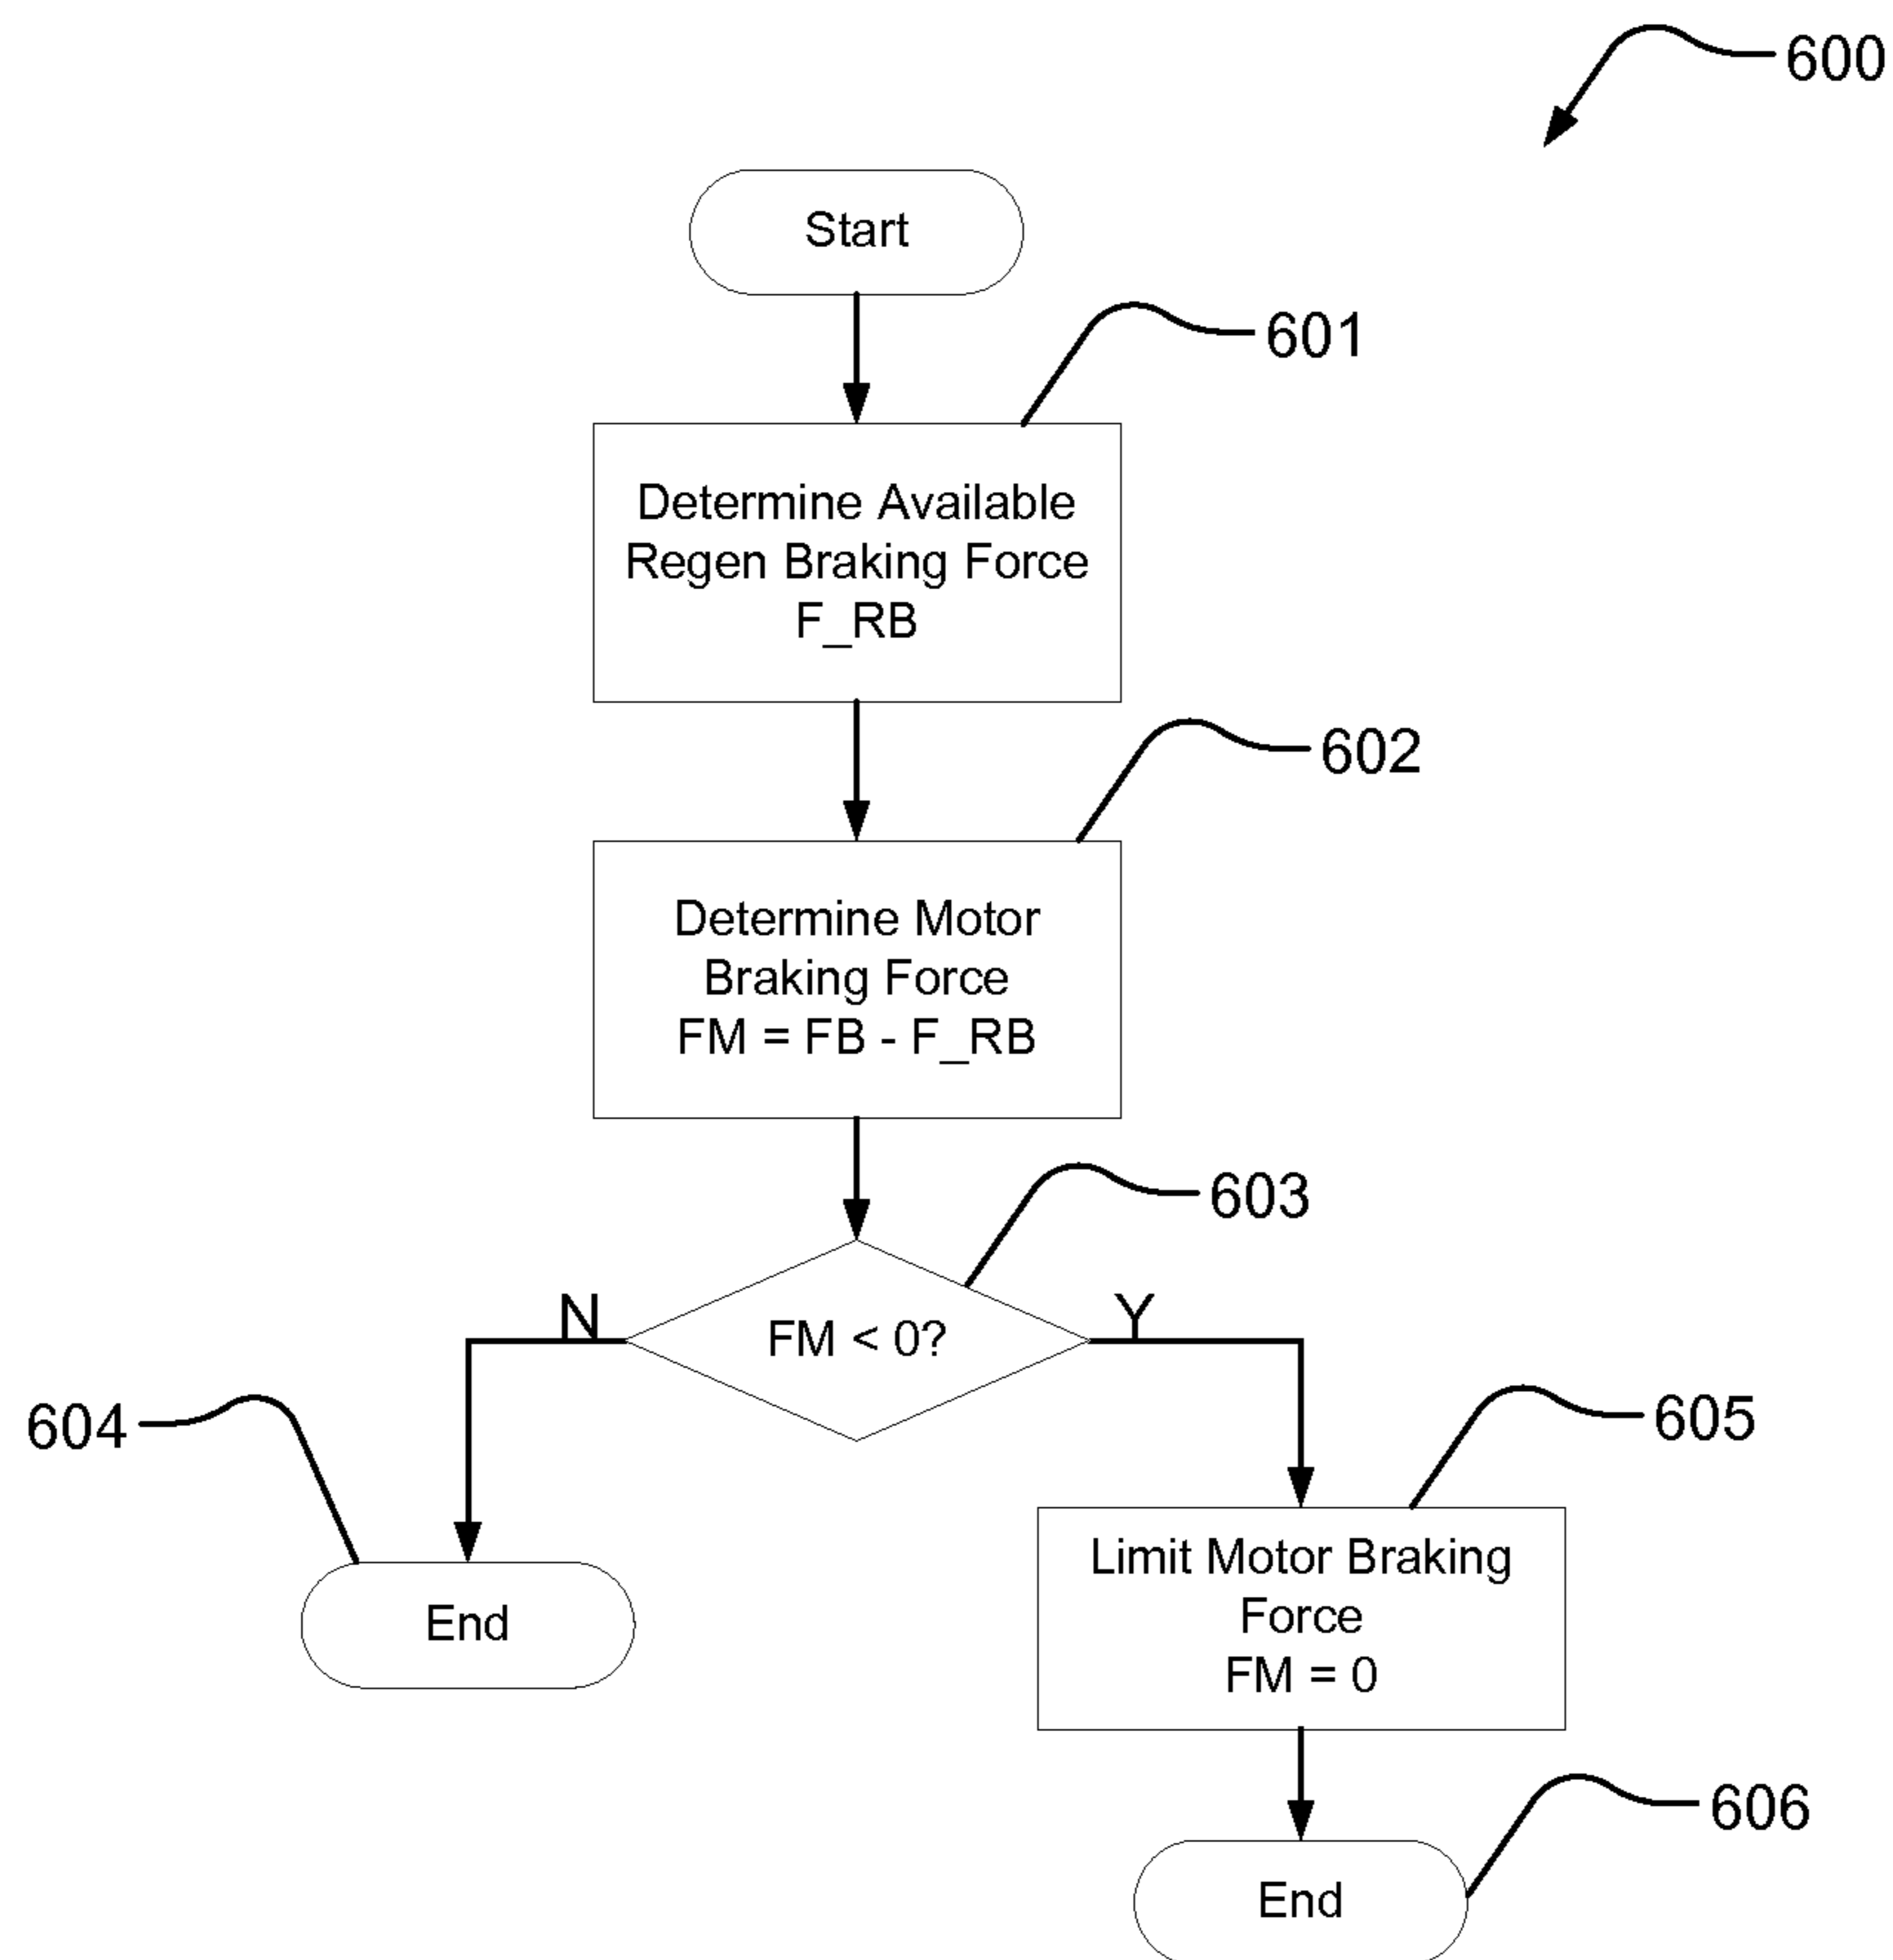 600
Start
601
Determine Available
Regen Braking Force
F_RB
602
Determine Motor
Braking Force
FM = FB - F_RB
603
N
FM < 0?
Y
604
605
End
Limit Motor Braking
Force
FM = 0
606
End